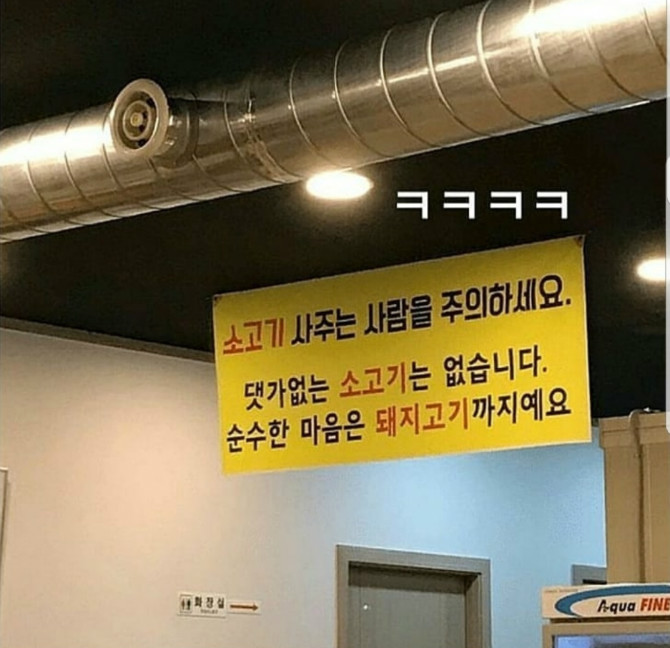 ㅋㅋㅋㅋ
소고기 사주는 사람을 주의하세요.
댓가없는 소고기는 없습니다.
순수한 마음은 돼지고기까지예요
화장실
A-qua FINE